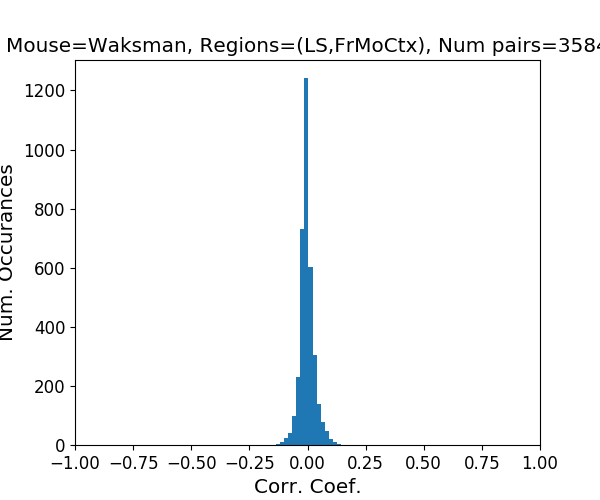 Mouse=Waksman, Regions=(LS,FrMoCtx), Num pairs=3584
1200
1000
800
600
400
200
0
Num. Occurances
−1.00 −0.75 −0.50 −0.25 0.00 0.25 0.50 0.75 1.00
Corr. Coef.